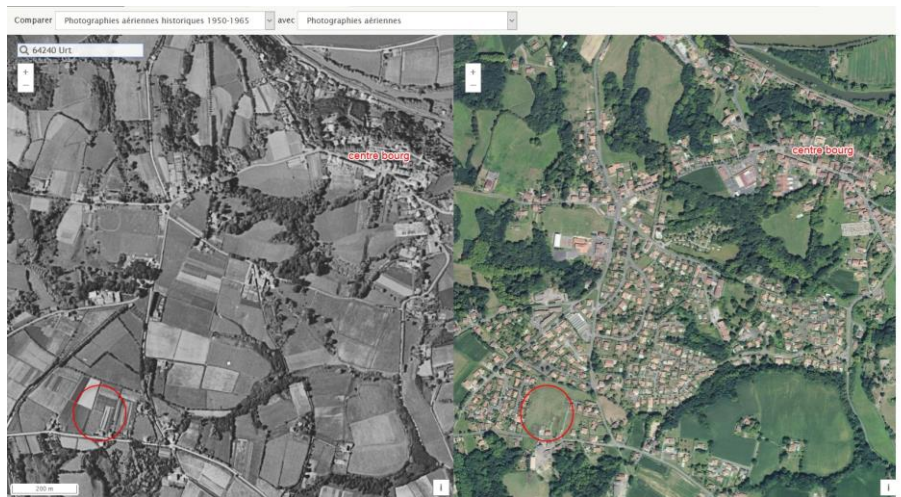 Comparer Photographies aériennes historiques 1950-1965 avec Photographies aériennes
64240 Urt
+
−
+
−
centre bourg
centre bourg
200 m
i
i